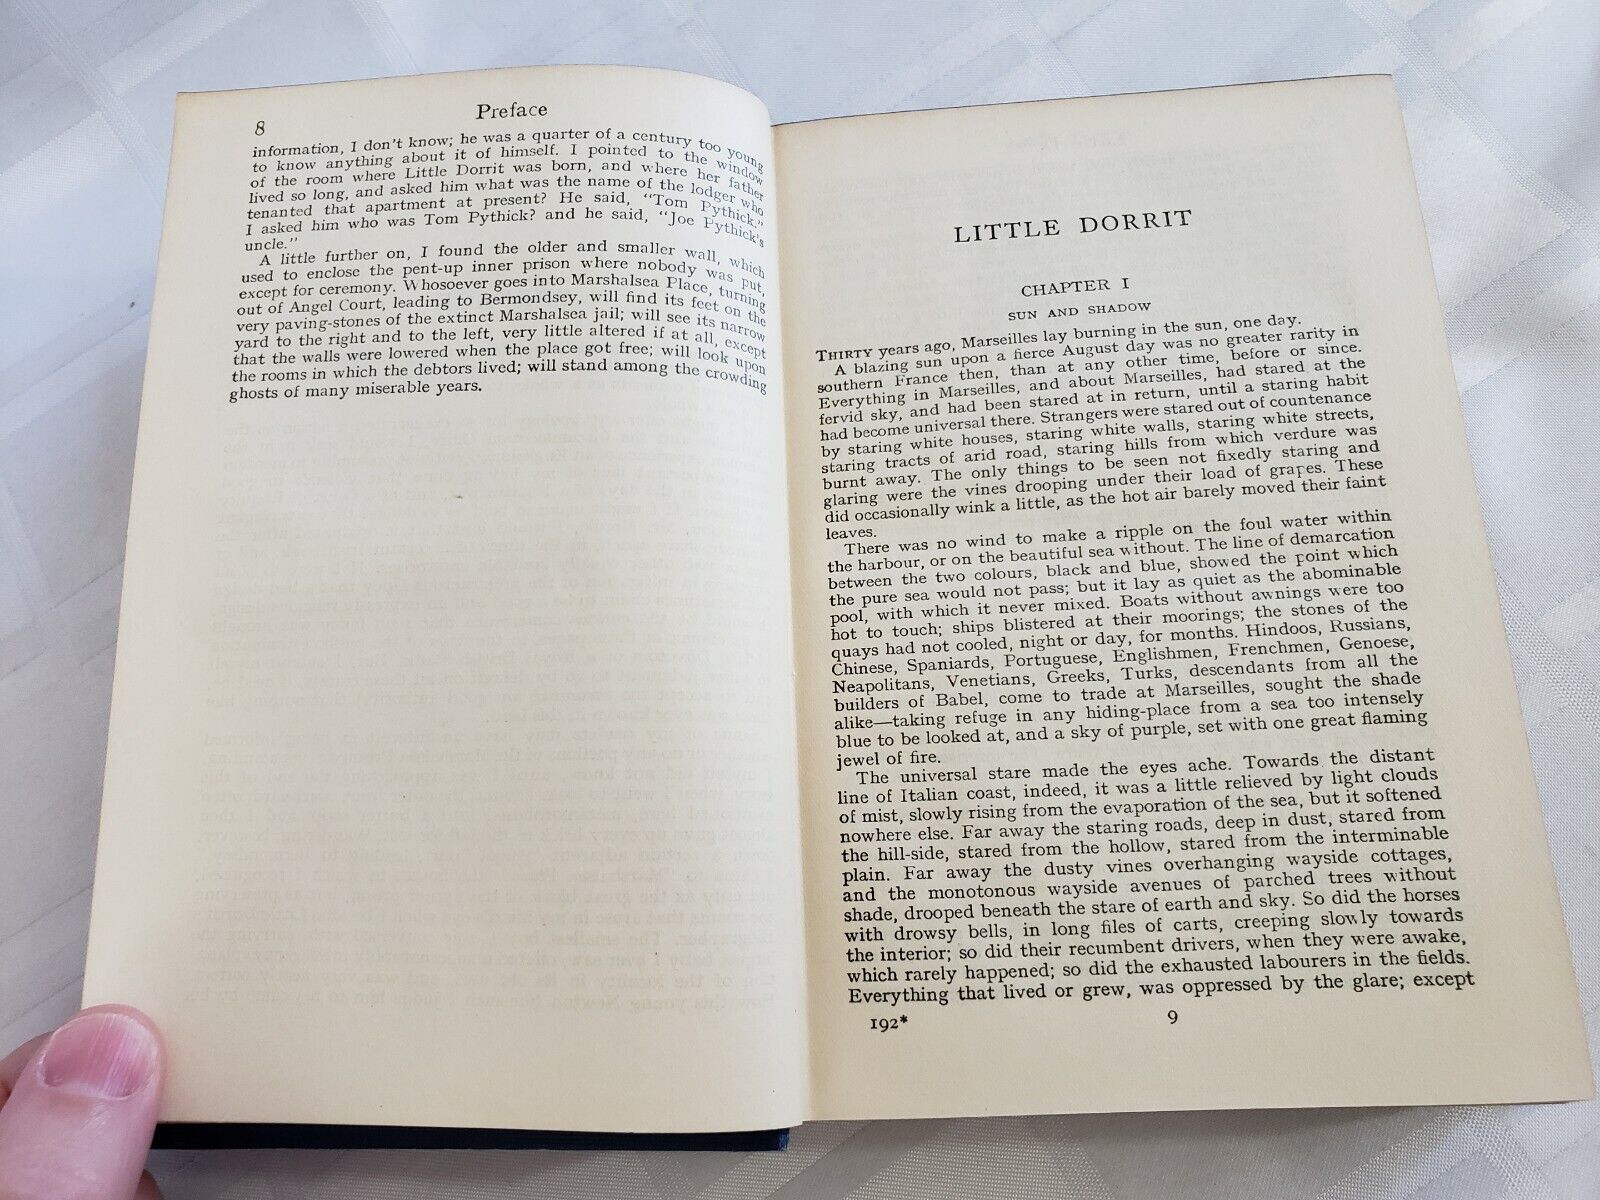 8
Preface
information, I don't know; he was a quarter of a century too young
to know anything about it of himself. I pointed to the window
of the room where Little Dorrit was born, and where her father
lived so long, and asked him what was the name of the lodger who
tenanted that apartment at present? He said, "Tom Pythick."
I asked him who was Tom Pythick? and he said, "Joe Pythick's
uncle."
A little further on, I found the older and smaller wall, which
used to enclose the pent-up inner prison where nobody was put,
except for ceremony. Whosoever goes into Marshalsea Place, turning
out of Angel Court, leading to Bermondsey, will find its feet on the
very paving-stones of the extinct Marshalsea jail; will see its narrow
yard to the right and to the left, very little altered if at all, except
that the walls were lowered when the place got free; will look upon
the rooms in which the debtors lived; will stand among the crowding
ghosts of many miserable years.
LITTLE DORRIT
CHAPTER I
SUN AND SHADOW
THIRTY years ago, Marseilles lay burning in the sun, one day.
A blazing sun upon a fierce August day was no greater rarity in
southern France then, than at any other time, before or since.
Everything in Marseilles, and about Marseilles, had stared at the
fervid sky, and had been stared at in return, until a staring habit
had become universal there. Strangers were stared out of countenance
by staring white houses, staring white walls, staring white streets,
staring tracts of arid road, staring hills from which verdure was
burnt away. The only things to be seen not fixedly staring and
glaring were the vines drooping under their load of grapes. These
did occasionally wink a little, as the hot air barely moved their faint
leaves.
There was no wind to make a ripple on the foul water within
the harbour, or on the beautiful sea without. The line of demarcation
between the two colours, black and blue, showed the point which
the pure sea would not pass; but it lay as quiet as the abominable
pool, with which it never mixed. Boats without awnings were too
hot to touch; ships blistered at their moorings; the stones of the
quays had not cooled, night or day, for months. Hindoos, Russians,
Chinese, Spaniards, Portuguese, Englishmen, Frenchmen, Genoese,
Neapolitans, Venetians, Greeks, Turks, descendants from all the
builders of Babel, come to trade at Marseilles, sought the shade
alike—taking refuge in any hiding-place from a sea too intensely
blue to be looked at, and a sky of purple, set with one great flaming
jewel of fire.
The universal stare made the eyes ache. Towards the distant
line of Italian coast, indeed, it was a little relieved by light clouds
of mist, slowly rising from the evaporation of the sea, but it softened
nowhere else. Far away the staring roads, deep in dust, stared from
the hill-side, stared from the hollow, stared from the interminable
plain. Far away the dusty vines overhanging wayside cottages,
and the monotonous wayside avenues of parched trees without
shade, drooped beneath the stare of earth and sky. So did the horses
with drowsy bells, in long files of carts, creeping slowly towards
the interior; so did their recumbent drivers, when they were awake,
which rarely happened; so did the exhausted labourers in the fields.
Everything that lived or grew, was oppressed by the glare; except
192*
9